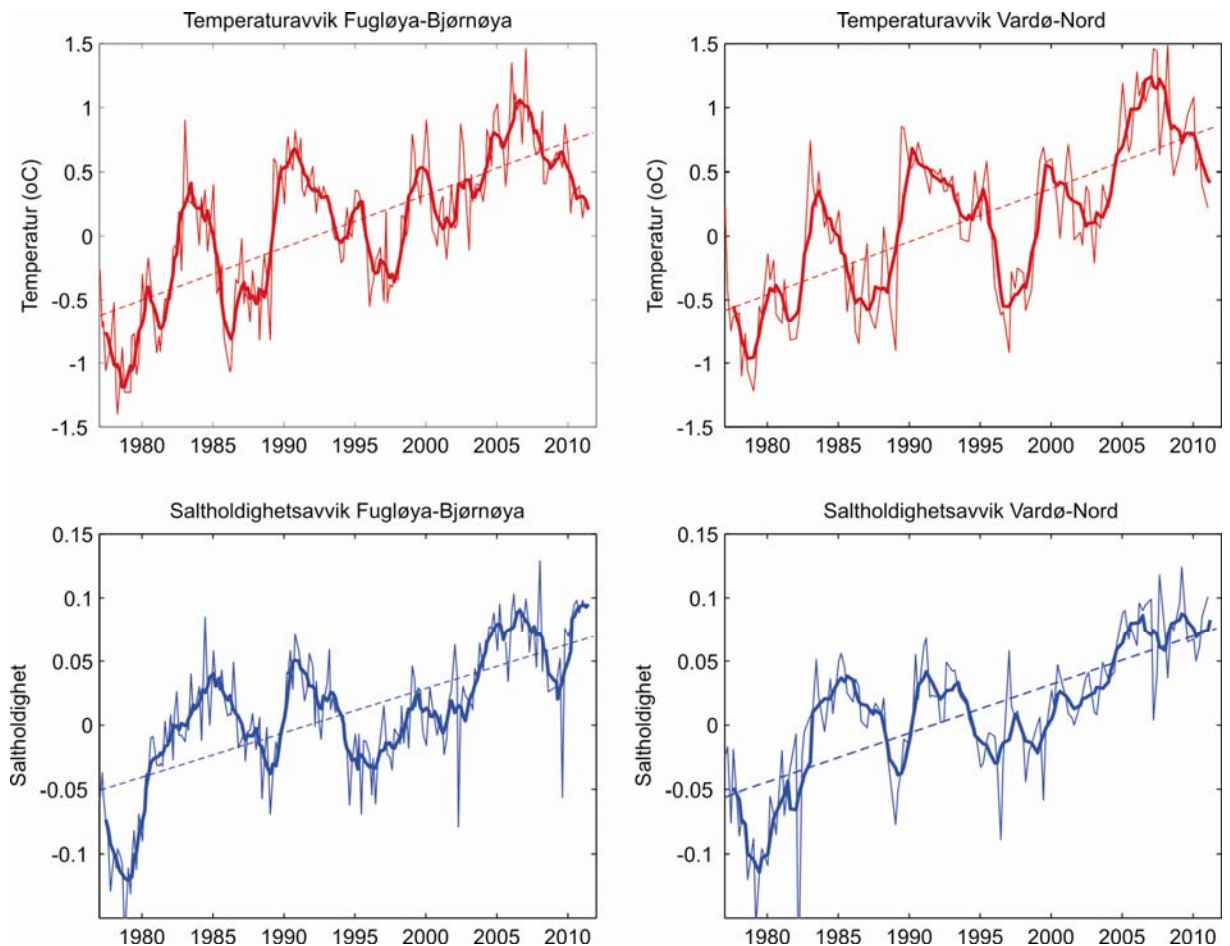 Temperaturavvik Fugløya-Bjørnøya
Temperatur (oC)
1.5
1
0.5
0
-0.5
-1
-1.5
1980 1985 1990 1995 2000 2005 2010
Temperaturavvik Vardø-Nord
Temperatur (oC)
1.5
1
0.5
0
-0.5
-1
-1.5
1980 1985 1990 1995 2000 2005 2010
Saltholdighetsavvik Fugløya-Bjørnøya
Saltholdighet
0.15
0.1
0.05
0
-0.05
-0.1
1980 1985 1990 1995 2000 2005 2010
Saltholdighetsavvik Vardø-Nord
Saltholdighet
0.15
0.1
0.05
0
-0.05
-0.1
1980 1985 1990 1995 2000 2005 2010